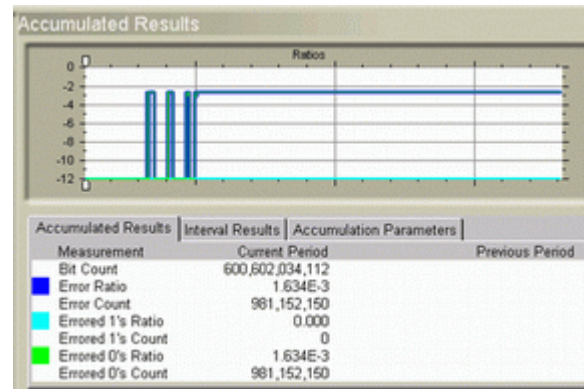 Accumulated Results
Ratios
0
-2
-4
-6
-8
-10
-12
Accumulated Results Interval Results Accumulation Parameters
Measurement Current Period Previous Period
Bit Count 600,602,034,112
Error Ratio 1.634E-3
Error Count 981,152,150
Errored 1's Ratio 0.000
Errored 1's Count 0
Errored 0's Ratio 1.634E-3
Errored 0's Count 981,152,150